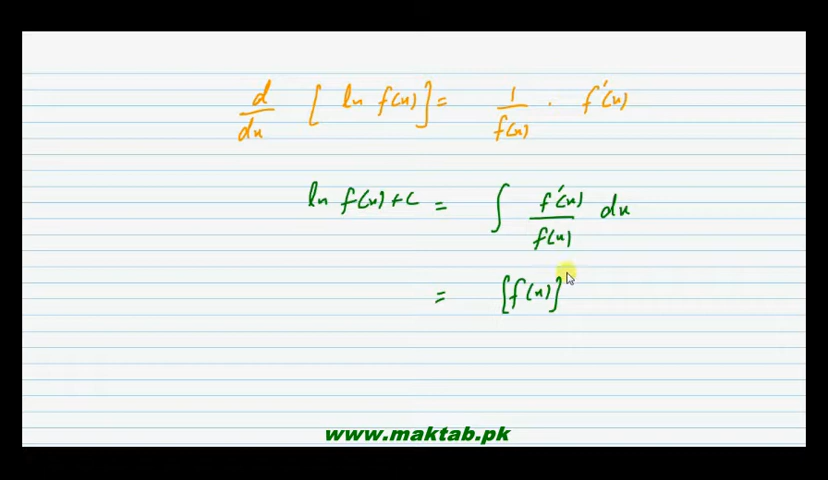 d/dx [ ln f(x) ] = 1/f(x) . f'(x)
ln f(x) + c = ∫ f'(x)/f(x) dx
= [f(x)]
www.maktab.pk